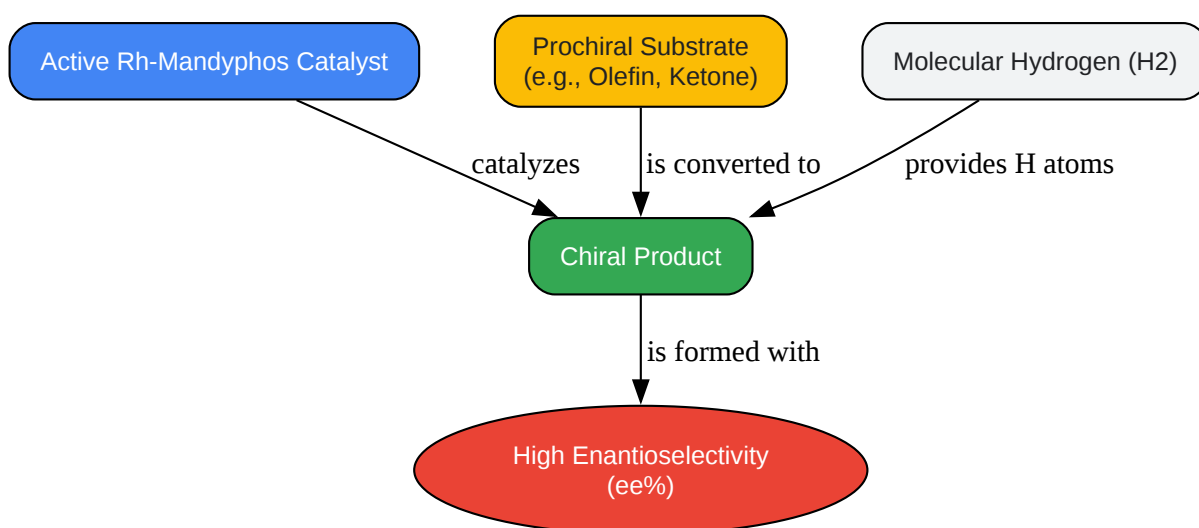 Active Rh-Mandyphos Catalyst
Prochiral Substrate
(e.g., Olefin, Ketone)
Molecular Hydrogen (H2)
catalyzes
is converted to
provides H atoms
Chiral Product
is formed with
High Enantioselectivity
(ee%)